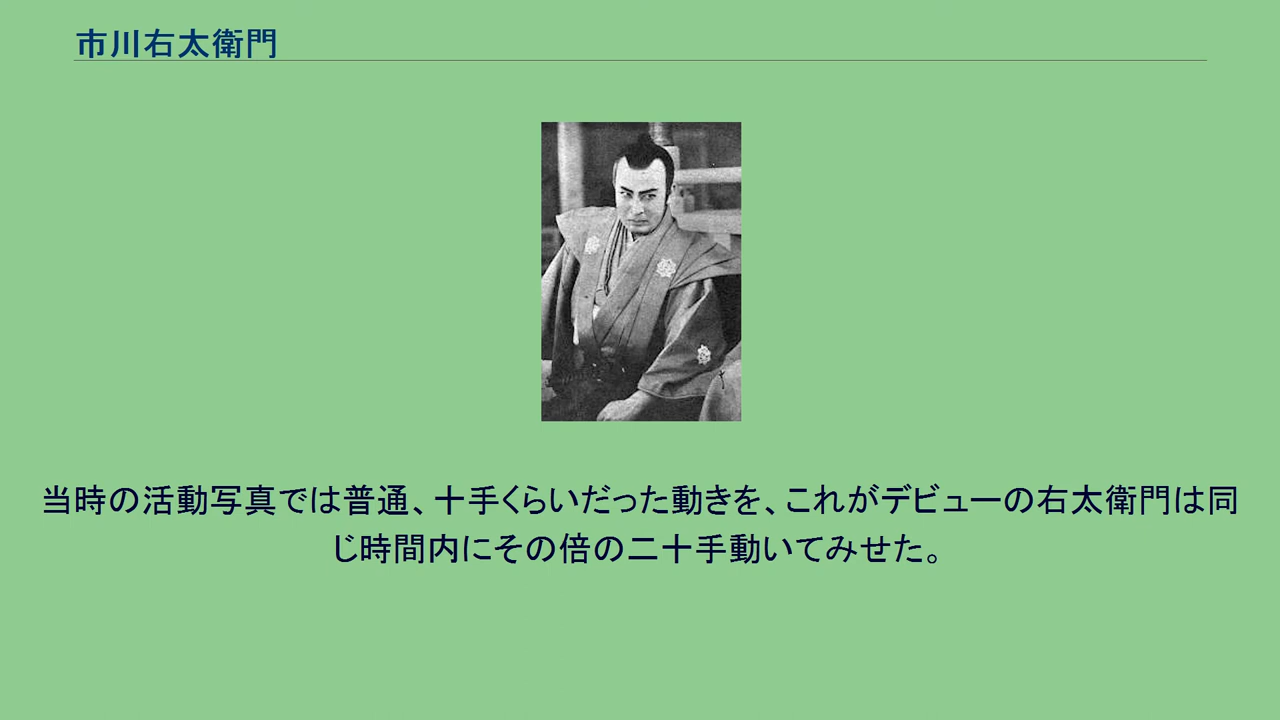 市川右太衛門
当時の活動写真では普通、十手くらいだった動きを、これがデビューの右太衛門は同
じ時間内にその倍の二十手動いてみせた。